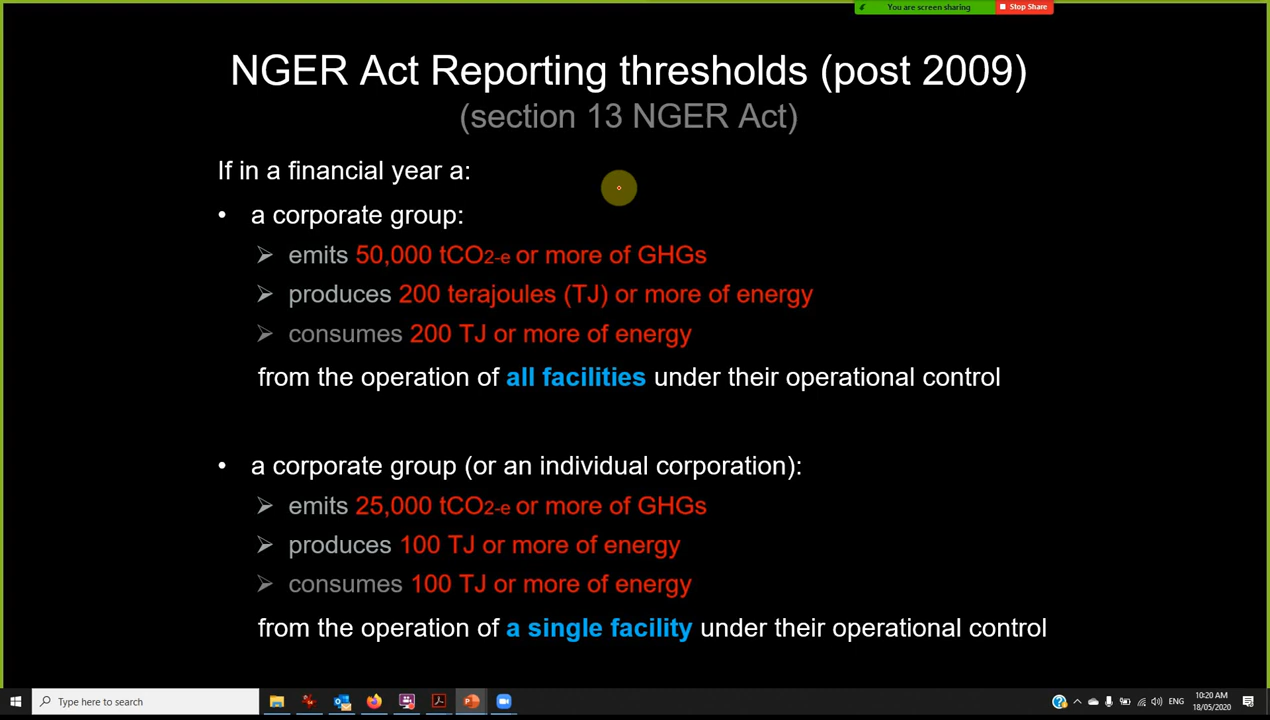 You are screen sharing
Stop Share
NGER Act Reporting thresholds (post 2009)
(section 13 NGER Act)
If in a financial year a:
• a corporate group:
➢ emits 50,000 tCO2-e or more of GHGs
➢ produces 200 terajoules (TJ) or more of energy
➢ consumes 200 TJ or more of energy
from the operation of all facilities under their operational control
• a corporate group (or an individual corporation):
➢ emits 25,000 tCO2-e or more of GHGs
➢ produces 100 TJ or more of energy
➢ consumes 100 TJ or more of energy
from the operation of a single facility under their operational control
Type here to search
ENG
10:20 AM
18/05/2020